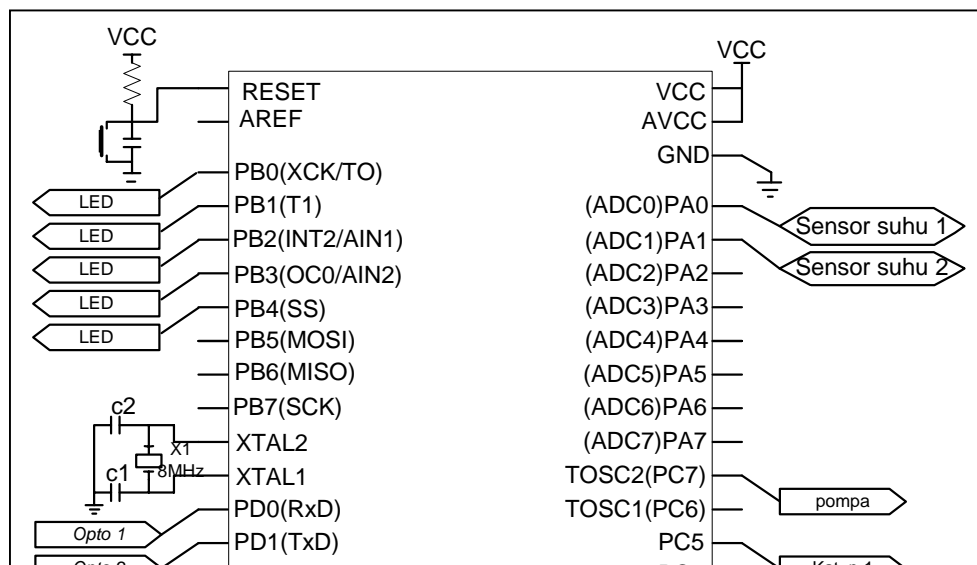 VCC
RESET
AREF
PB0(XCK/TO)
PB1(T1)
PB2(INT2/AIN1)
PB3(OC0/AIN2)
PB4(SS)
PB5(MOSI)
PB6(MISO)
PB7(SCK)
XTAL2
XTAL1
PD0(RxD)
PD1(TxD)
LED
LED
LED
LED
LED
c2
X1
8MHz
c1
Opto 1
VCC
VCC
AVCC
GND
(ADC0)PA0
(ADC1)PA1
(ADC2)PA2
(ADC3)PA3
(ADC4)PA4
(ADC5)PA5
(ADC6)PA6
(ADC7)PA7
TOSC2(PC7)
TOSC1(PC6)
PC5
Sensor suhu 1
Sensor suhu 2
pompa